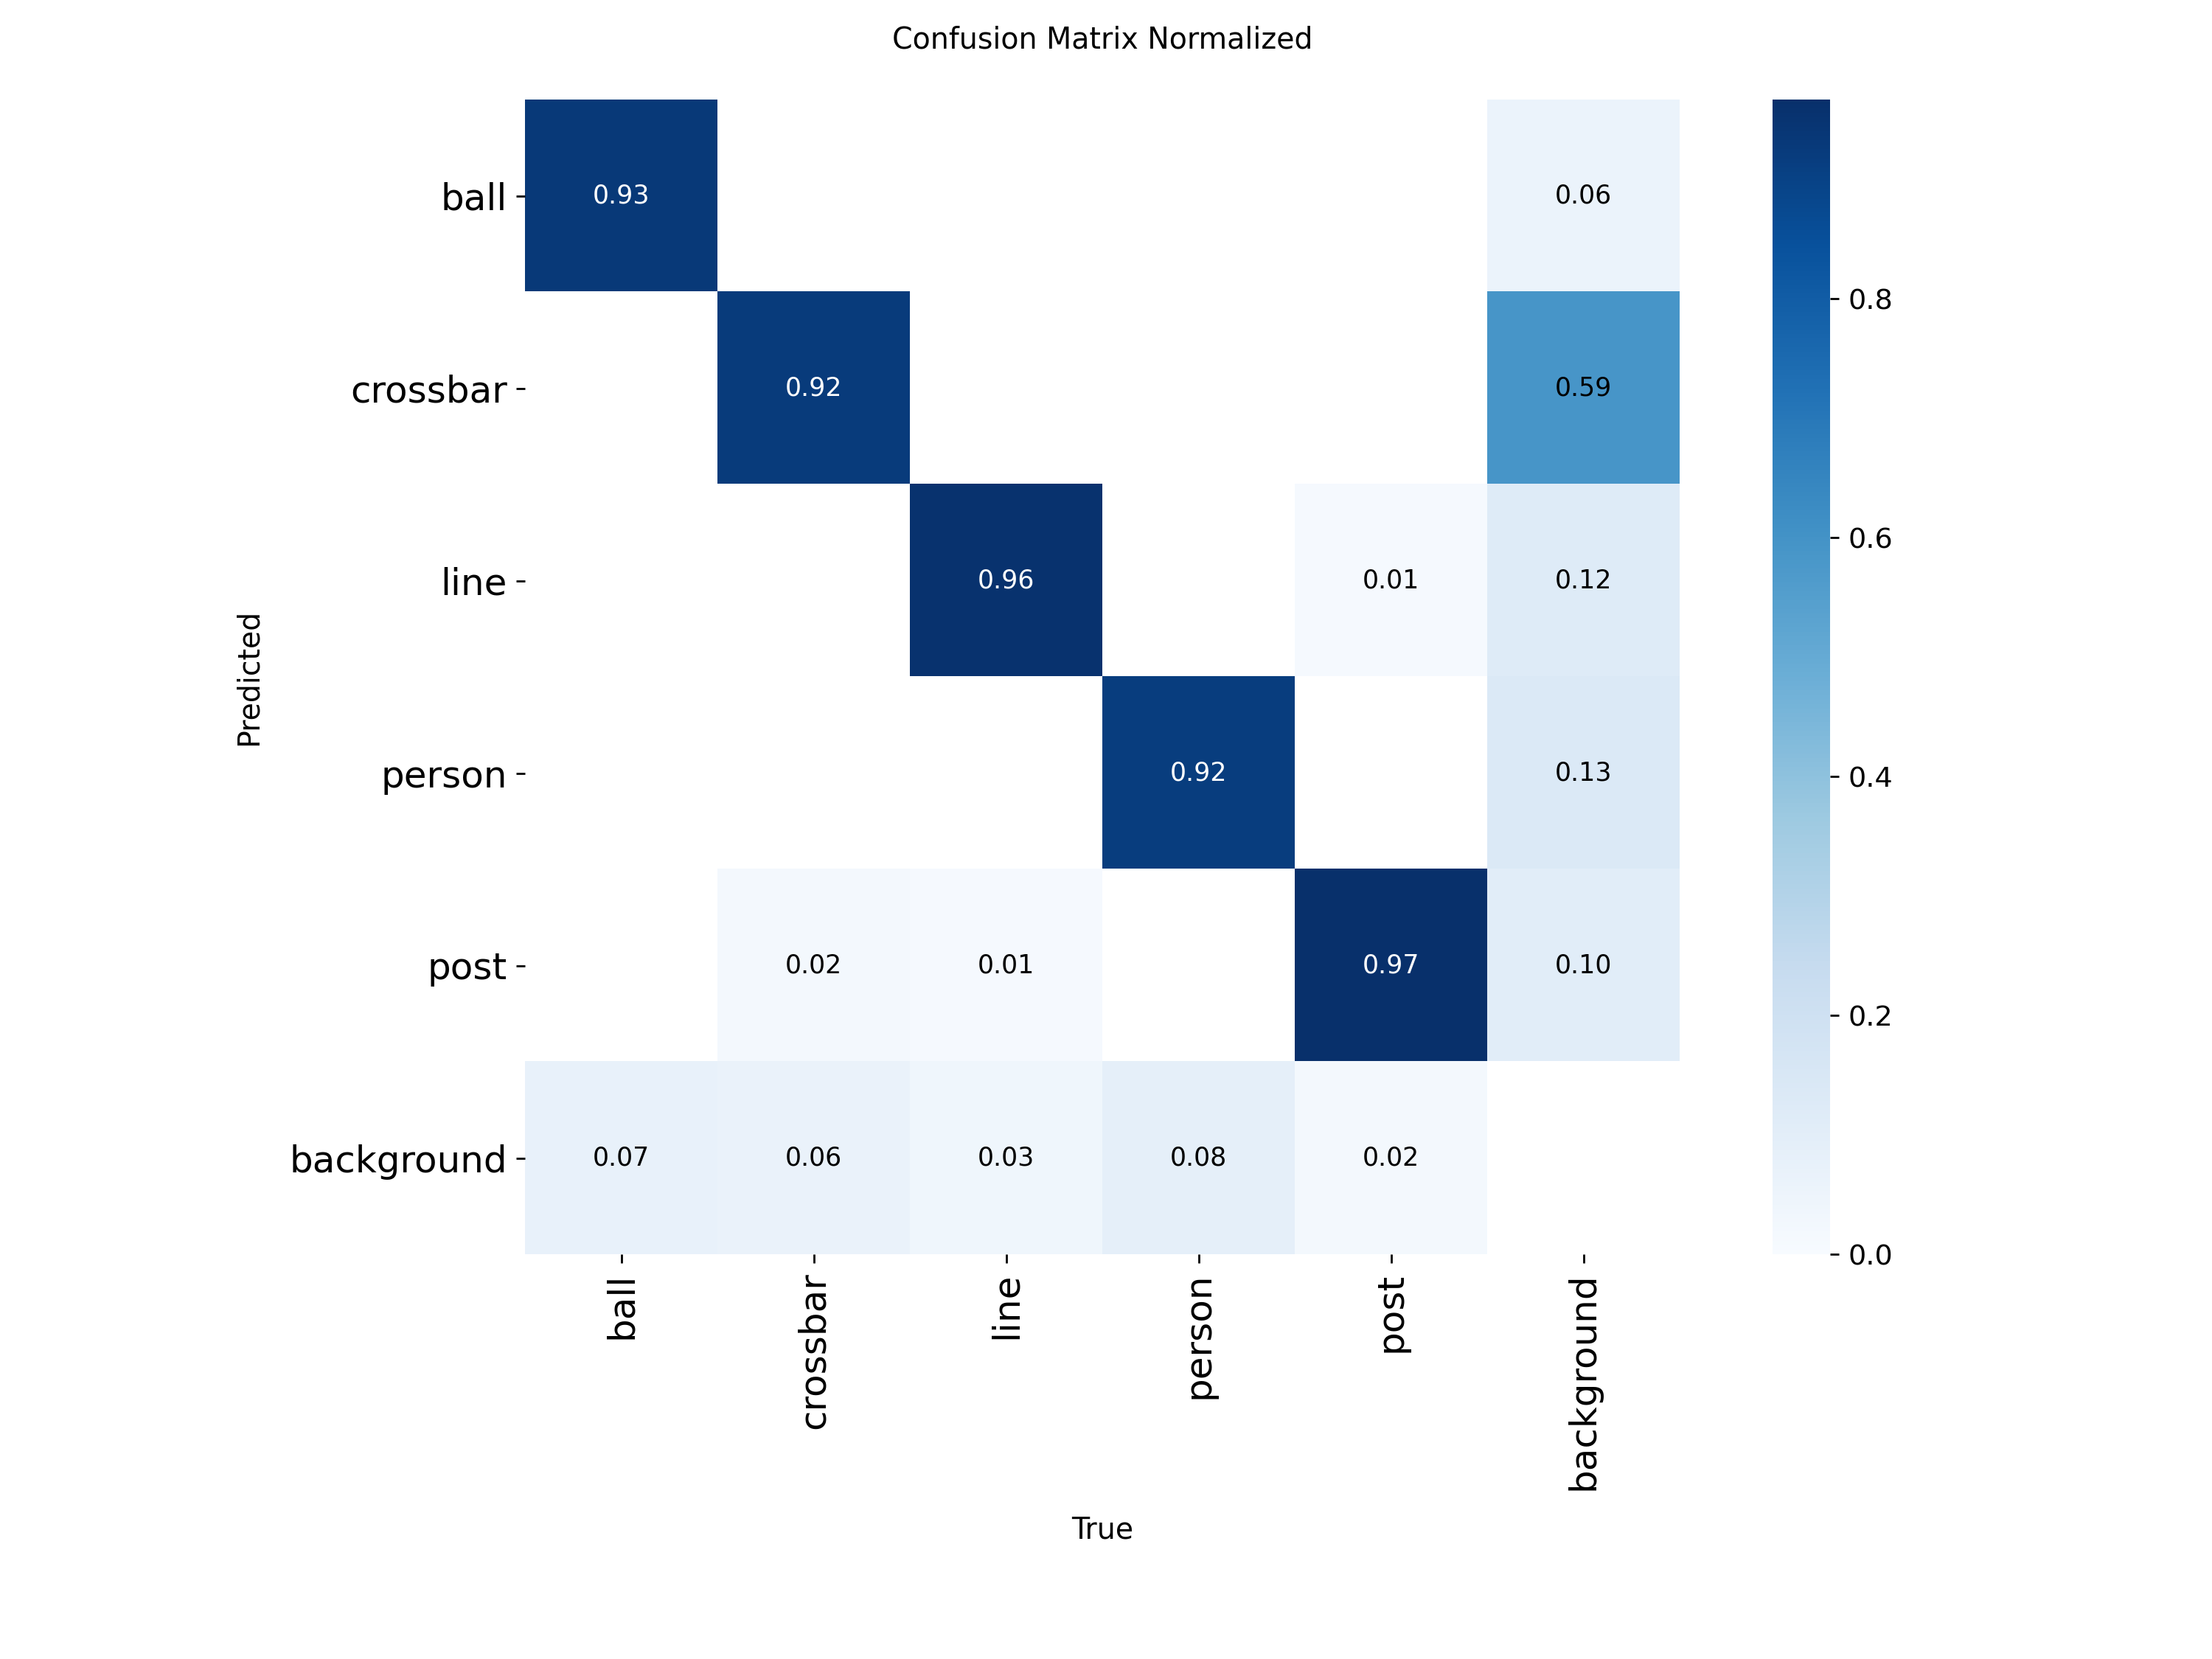 Confusion Matrix Normalized
ball
0.93
0.06
crossbar
0.92
0.59
line
0.96
0.01
0.12
person
0.92
0.13
post
0.02
0.01
0.97
0.10
background
0.07
0.06
0.03
0.08
0.02
Predicted
ball
crossbar
line
person
post
background
True
0.8
0.6
0.4
0.2
0.0